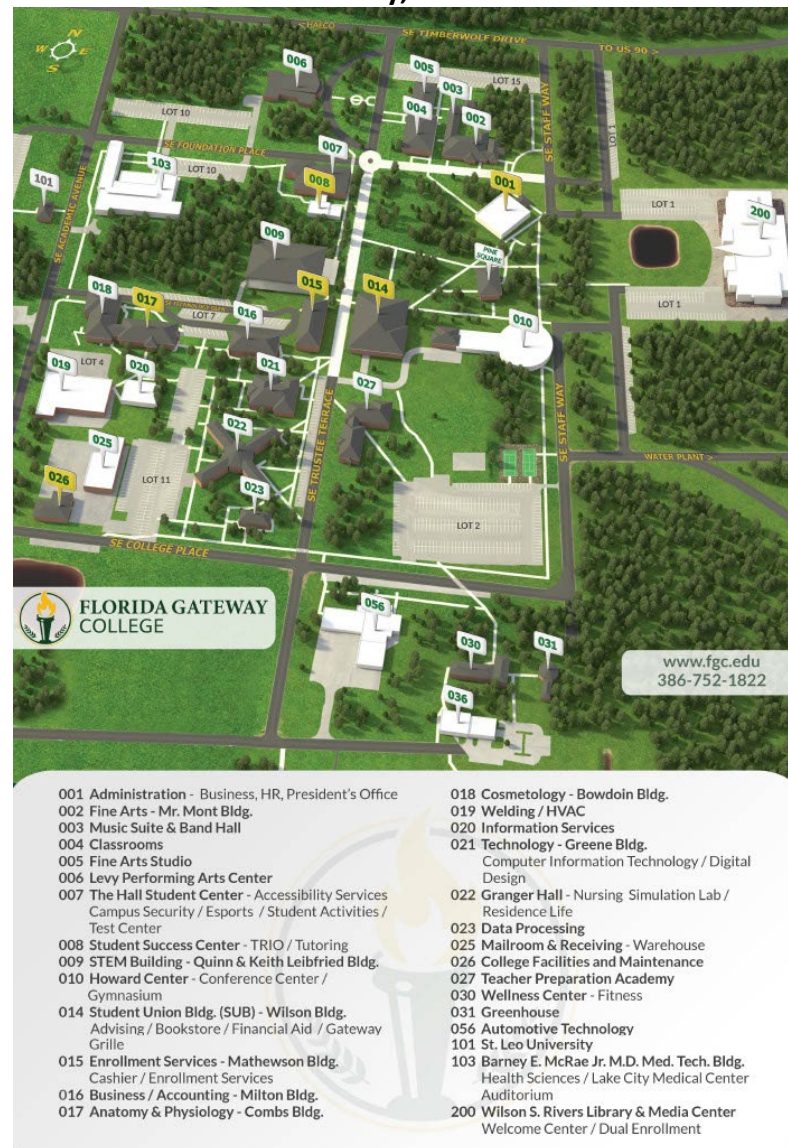 <HALCO
SE TIMBERWOLF DRIVE
TO US 90 >
N
W E
S
006
005
LOT 15
003
004
002
SE STAFF WAY
LOT 10
SE FOUNDATION PLACE
007
103
LOT 10
008
101
001
LOT 1
200
SE ACADEMIC AVENUE
009
PINE
SQUARE
018
017
015
014
LOT 1
016
LOT 7
010
019
LOT 4
020
021
027
022
SE TRUSTEE TERRACE
SE STAFF WAY
025
WATER PLANT >
026
LOT 11
023
LOT 2
SE COLLEGE PLACE
FLORIDA GATEWAY
COLLEGE
056
030
031
www.fgc.edu
386-752-1822
036
001 Administration - Business, HR, President's Office
002 Fine Arts - Mr. Mont Bldg.
003 Music Suite & Band Hall
004 Classrooms
005 Fine Arts Studio
006 Levy Performing Arts Center
007 The Hall Student Center - Accessibility Services
Campus Security / Esports / Student Activities /
Test Center
008 Student Success Center - TRIO / Tutoring
009 STEM Building - Quinn & Keith Leibfried Bldg.
010 Howard Center - Conference Center /
Gymnasium
014 Student Union Bldg. (SUB) - Wilson Bldg.
Advising / Bookstore / Financial Aid / Gateway
Grille
015 Enrollment Services - Mathewson Bldg.
Cashier / Enrollment Services
016 Business / Accounting - Milton Bldg.
017 Anatomy & Physiology - Combs Bldg.
018 Cosmetology - Bowdoin Bldg.
019 Welding / HVAC
020 Information Services
021 Technology - Greene Bldg.
Computer Information Technology / Digital
Design
022 Granger Hall - Nursing Simulation Lab /
Residence Life
023 Data Processing
025 Mailroom & Receiving - Warehouse
026 College Facilities and Maintenance
027 Teacher Preparation Academy
030 Wellness Center - Fitness
031 Greenhouse
056 Automotive Technology
101 St. Leo University
103 Barney E. McRae Jr. M.D. Med. Tech. Bldg.
Health Sciences / Lake City Medical Center
Auditorium
200 Wilson S. Rivers Library & Media Center
Welcome Center / Dual Enrollment